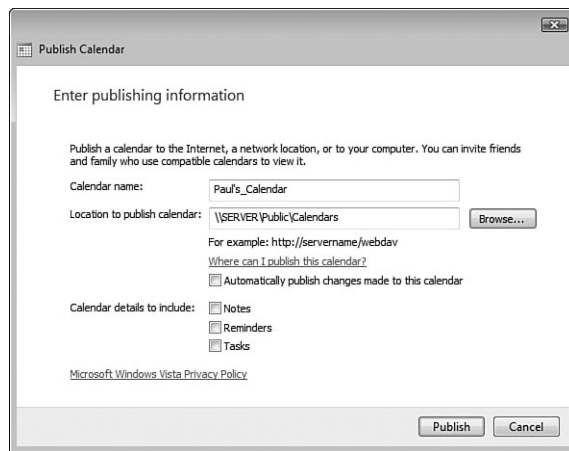 Publish Calendar
Enter publishing information
Publish a calendar to the Internet, a network location, or to your computer. You can invite friends
and family who use compatible calendars to view it.
Calendar name: Paul's_Calendar
Location to publish calendar: \\SERVER\Public\Calendars Browse...
For example: http://servername/webdav
Where can I publish this calendar?
Automatically publish changes made to this calendar
Calendar details to include: Notes
Reminders
Tasks
Microsoft Windows Vista Privacy Policy
Publish Cancel